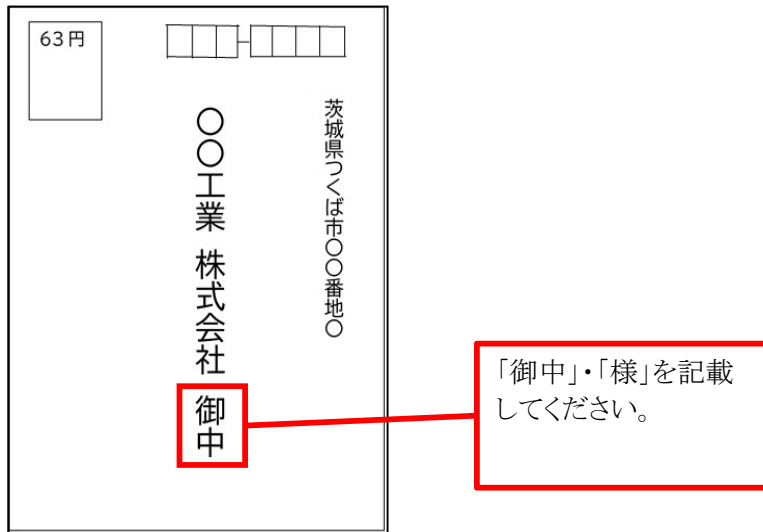 63円
茨城県つくば市〇〇番地〇
〇〇工業 株式会社 御中
「御中」・「様」を記載
してください。